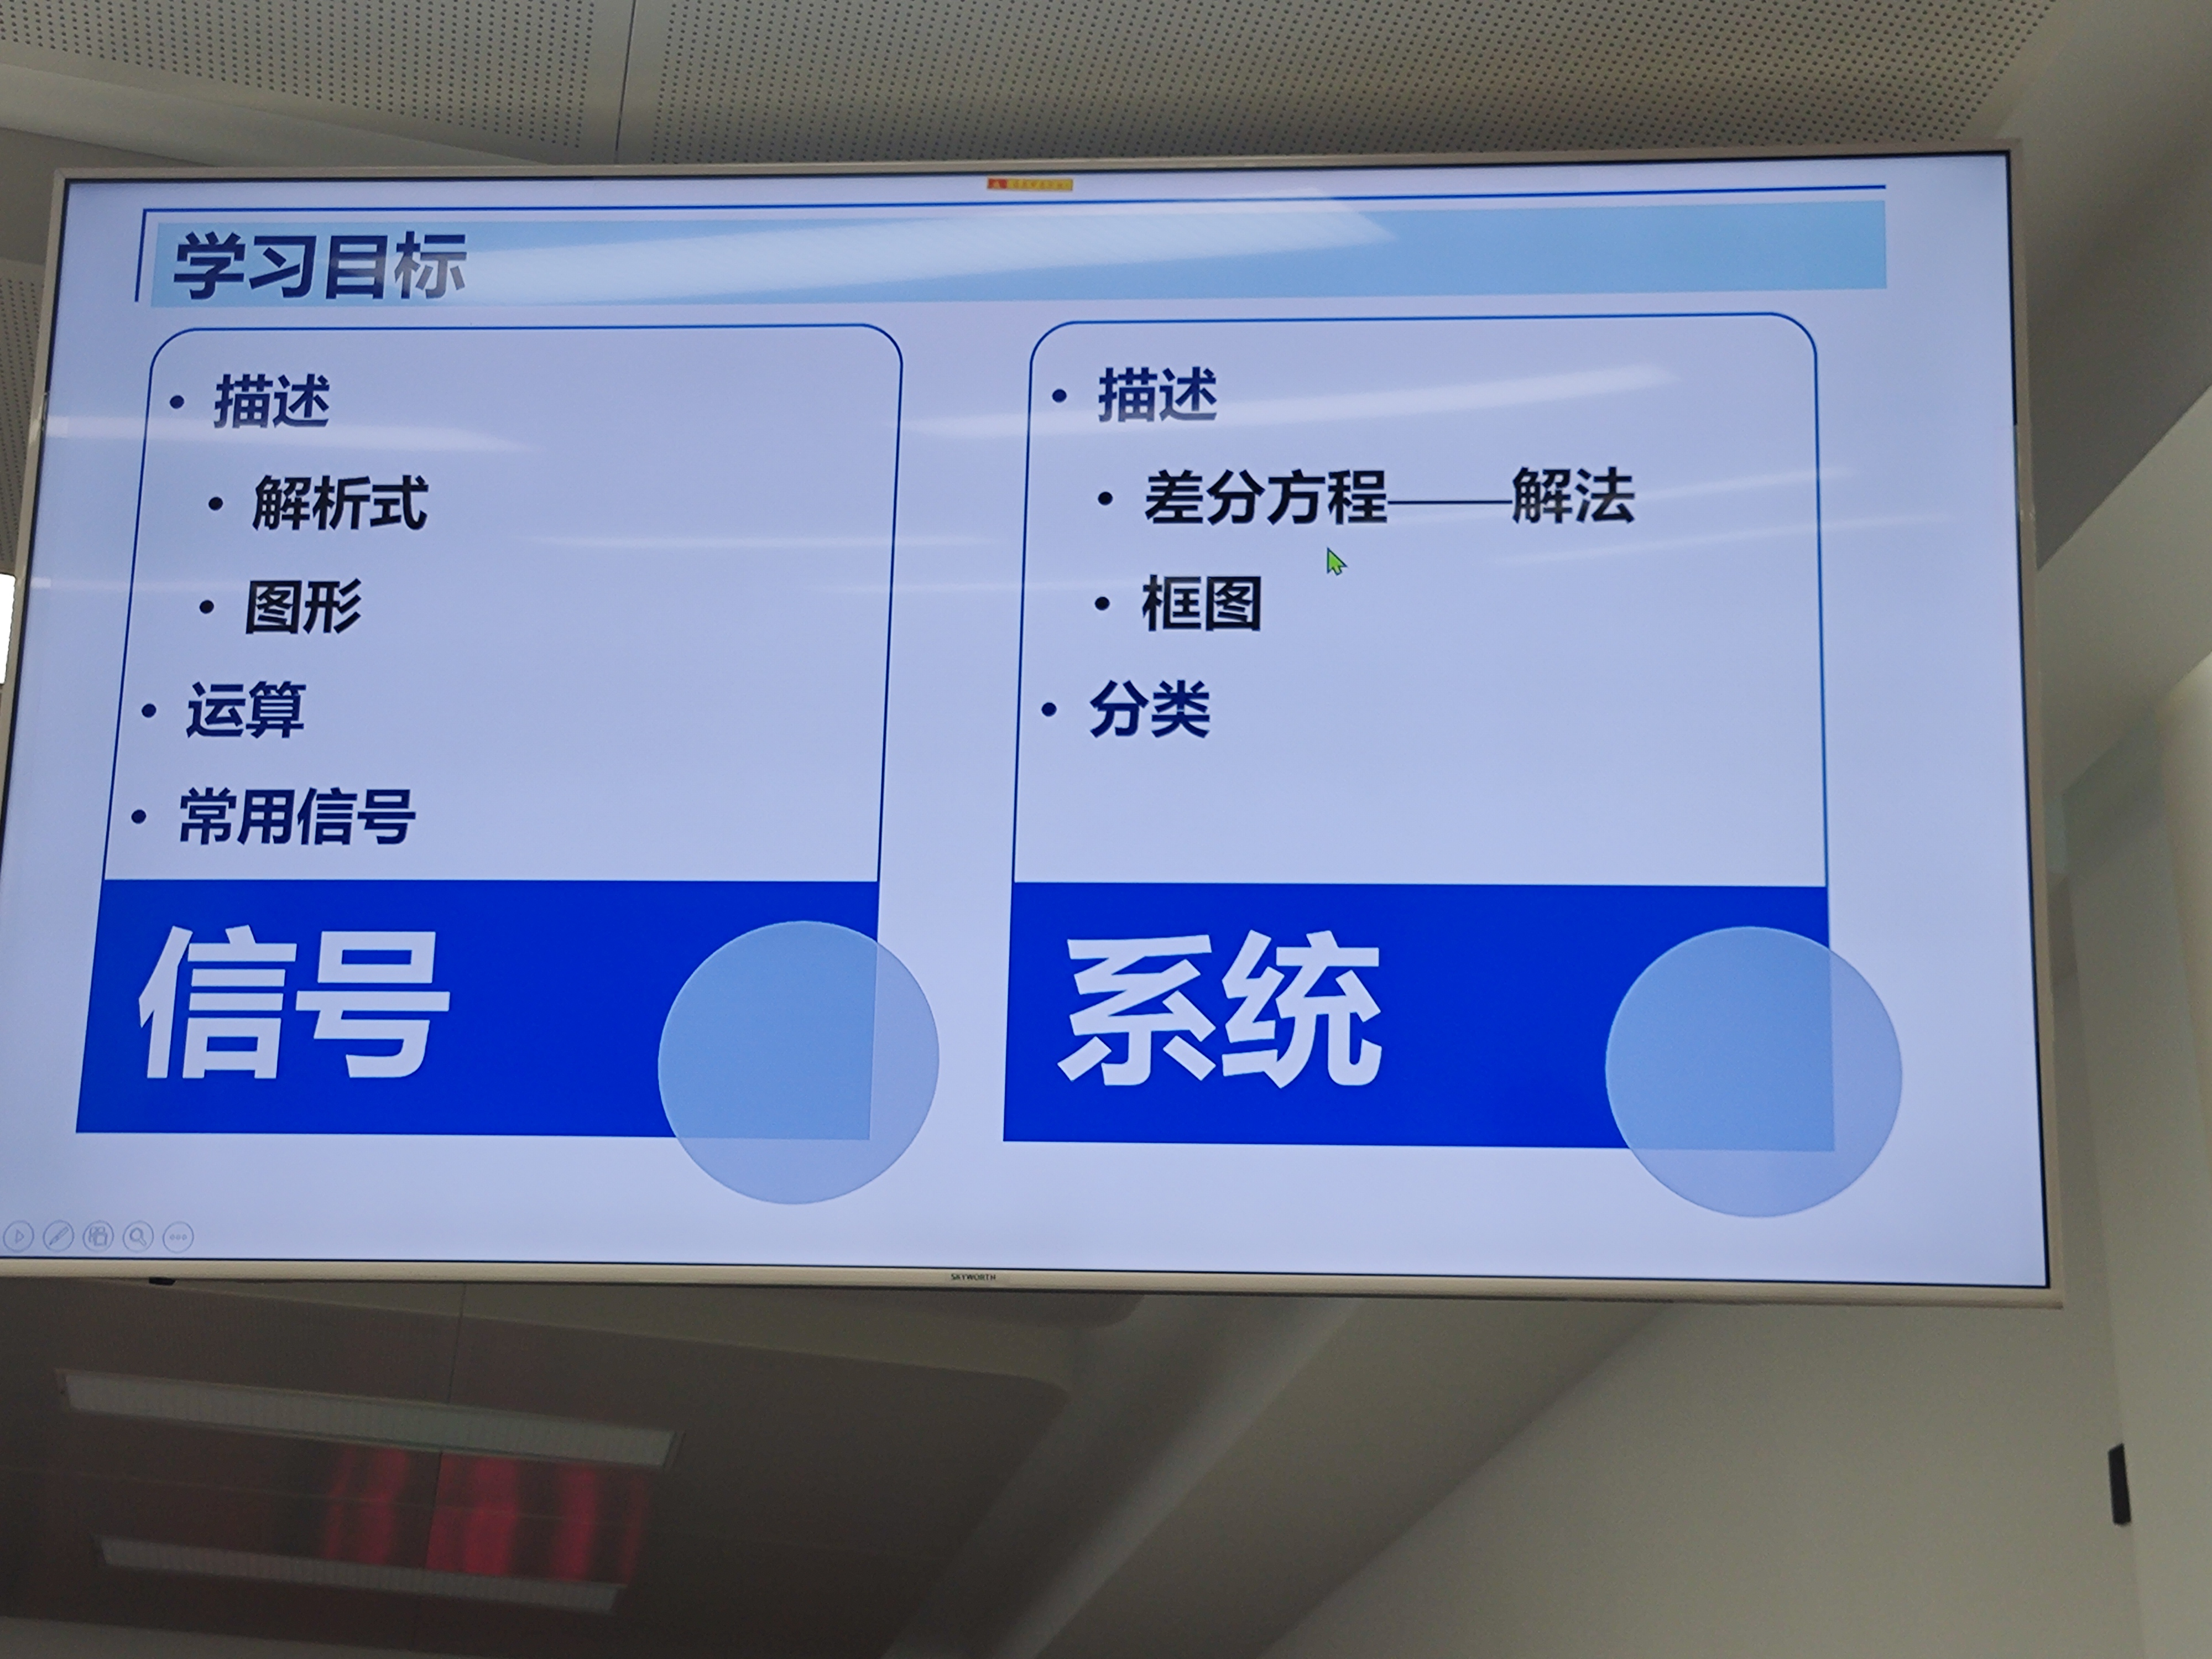 学习目标
• 描述
• 解析式
• 图形
• 运算
• 常用信号
信号
• 描述
• 差分方程——解法
• 框图
• 分类
系统
SKYWORTH